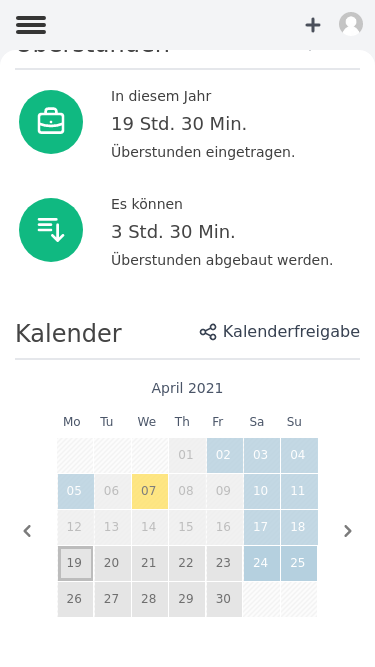 Überstunden
In diesem Jahr
19 Std. 30 Min.
Überstunden eingetragen.
Es können
3 Std. 30 Min.
Überstunden abgebaut werden.
Kalender
Kalenderfreigabe
April 2021
Mo Tu We Th Fr Sa Su
01 02 03 04
05 06 07 08 09 10 11
12 13 14 15 16 17 18
19 20 21 22 23 24 25
26 27 28 29 30